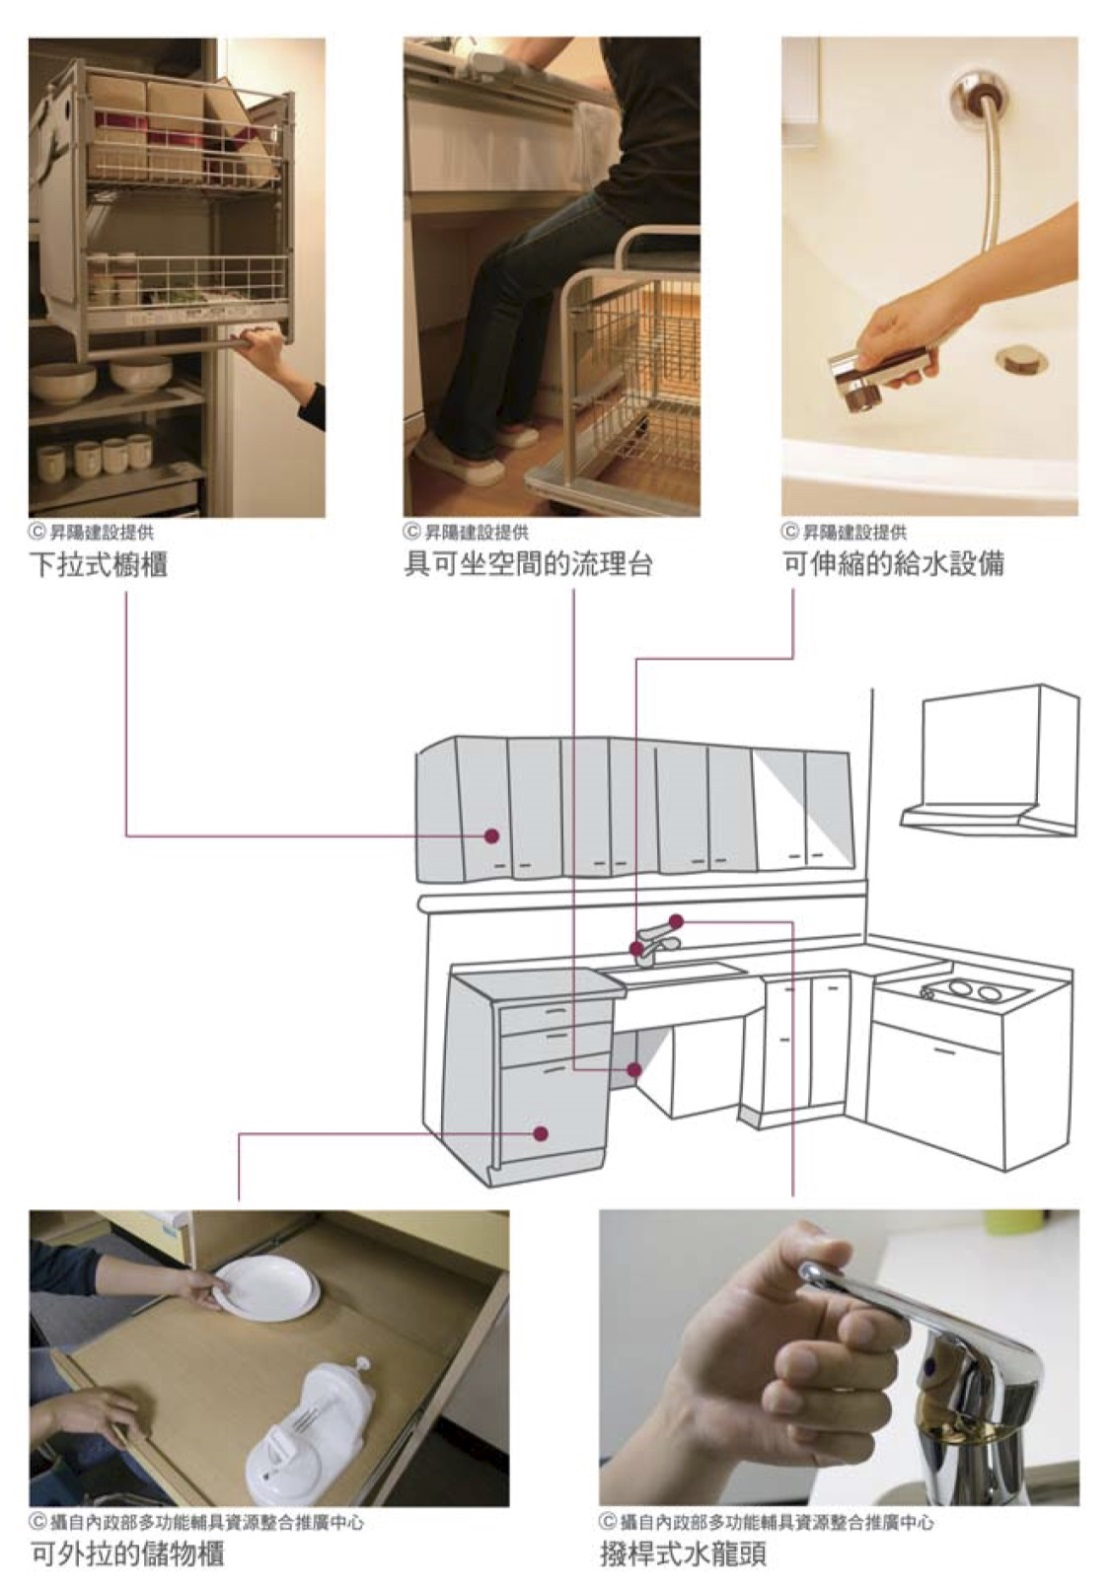 Ⓒ 昇陽建設提供
下拉式櫥櫃
Ⓒ 昇陽建設提供
具可坐空間的流理台
Ⓒ 昇陽建設提供
可伸縮的給水設備
Ⓒ 攝自內政部多功能輔具資源整合推廣中心
可外拉的儲物櫃
Ⓒ 攝自內政部多功能輔具資源整合推廣中心
撥桿式水龍頭